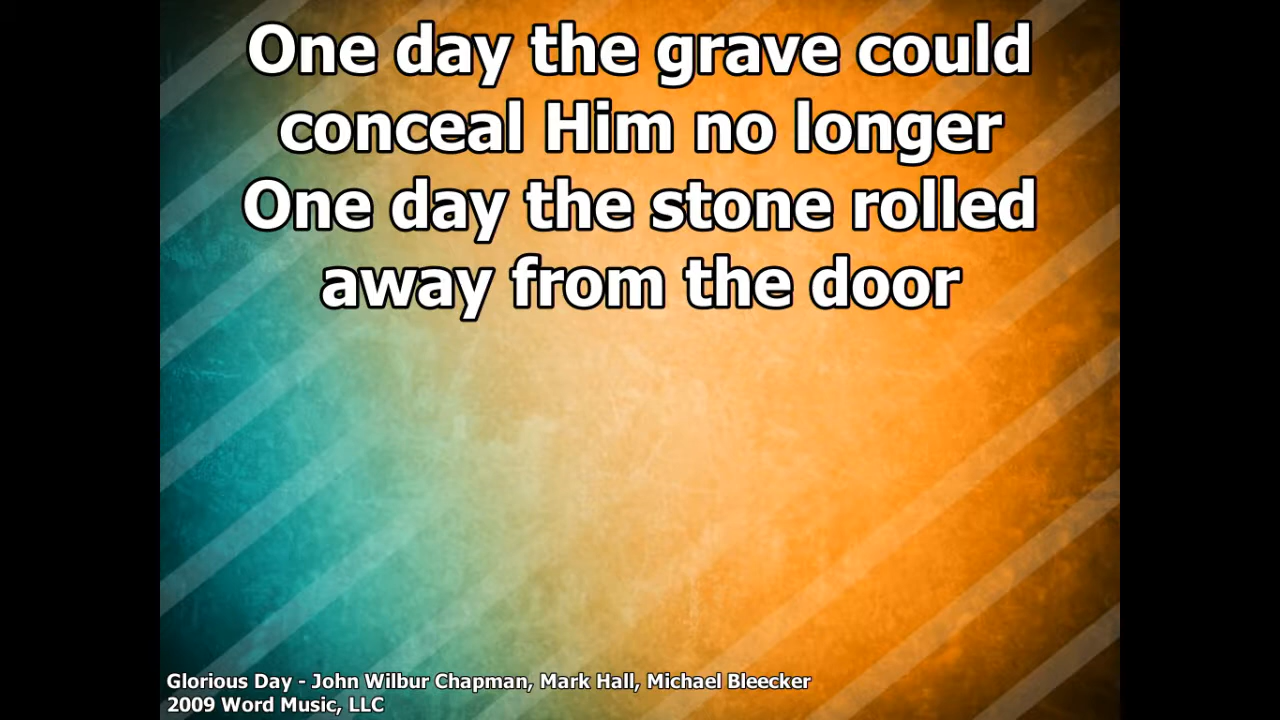 One day the grave could
conceal Him no longer
One day the stone rolled
away from the door
Glorious Day - John Wilbur Chapman, Mark Hall, Michael Bleecker
2009 Word Music, LLC